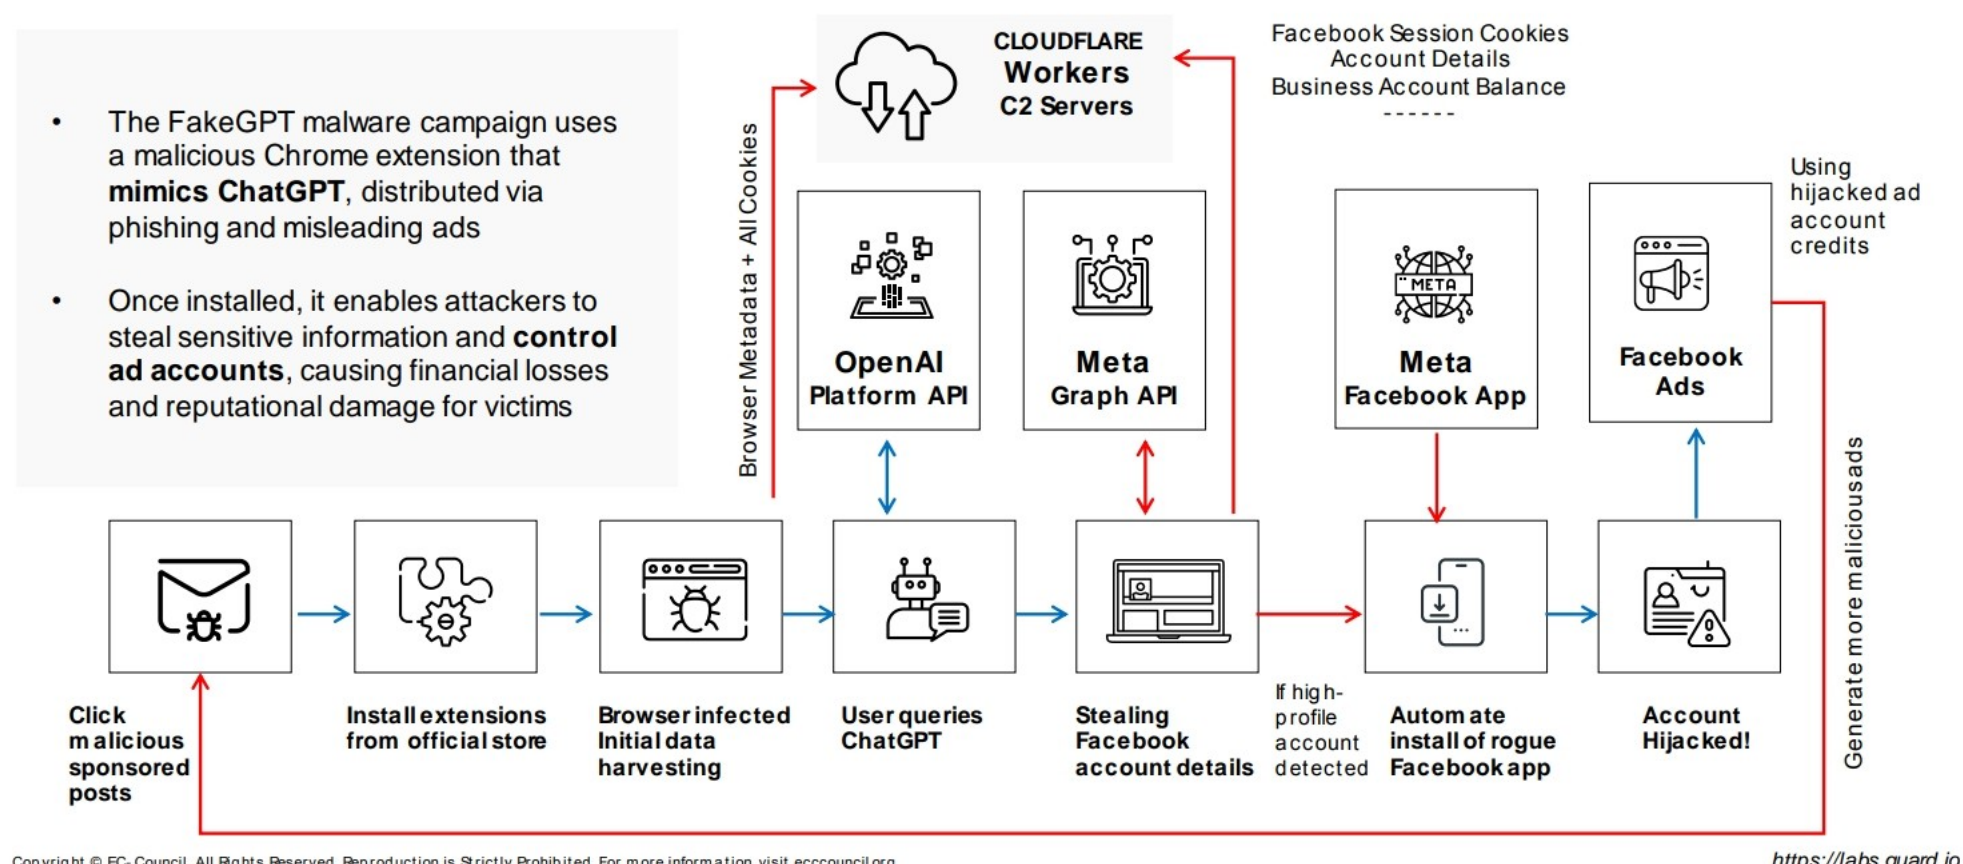 • The FakeGPT malware campaign uses
a malicious Chrome extension that
mimics ChatGPT, distributed via
phishing and misleading ads
• Once installed, it enables attackers to
steal sensitive information and control
ad accounts, causing financial losses
and reputational damage for victims
CLOUDFLARE
Workers
C2 Servers
Facebook Session Cookies
Account Details
Business Account Balance
------
Browser Metadata + All Cookies
OpenAI
Platform API
Meta
Graph API
META
Meta
Facebook App
Facebook
Ads
Using
hijacked ad
account
credits
Generate more malicious ads
Click
malicious
sponsored
posts
Install extensions
from official store
Browser infected
Initial data
harvesting
User queries
ChatGPT
Stealing
Facebook
account details
If high-
profile
account
detected
Automate
install of rogue
Facebook app
Account
Hijacked!
Copyright © EC-Council. All Rights Reserved. Reproduction is Strictly Prohibited. For more information, visit eccouncil.org
https://labs.guard.io